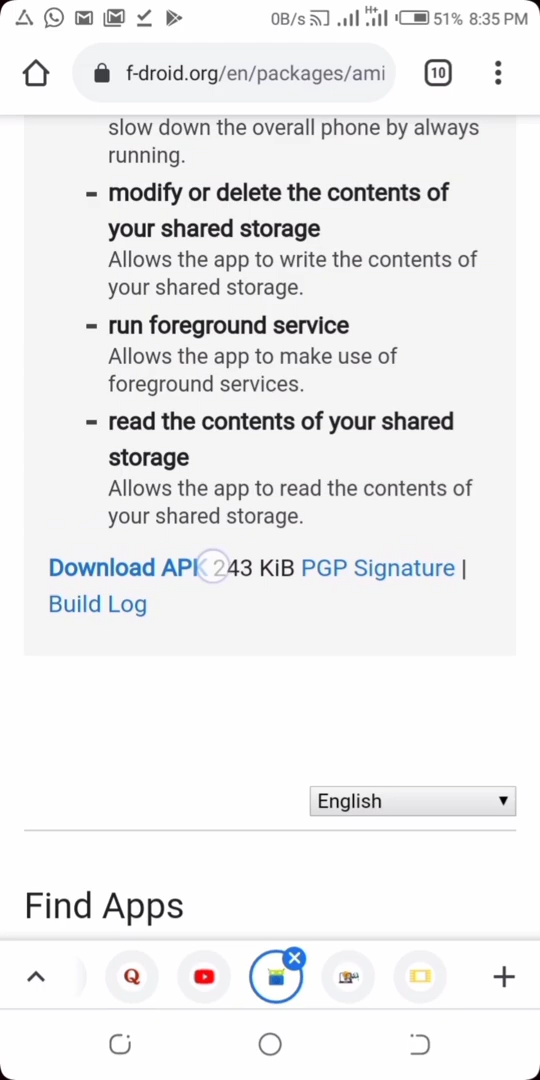 0B/s H+ 51% 8:35 PM
f-droid.org/en/packages/ami
10
slow down the overall phone by always
running.
- modify or delete the contents of
your shared storage
Allows the app to write the contents of
your shared storage.
- run foreground service
Allows the app to make use of
foreground services.
- read the contents of your shared
storage
Allows the app to read the contents of
your shared storage.
Download APK 243 KiB PGP Signature |
Build Log
English
Find Apps
Q